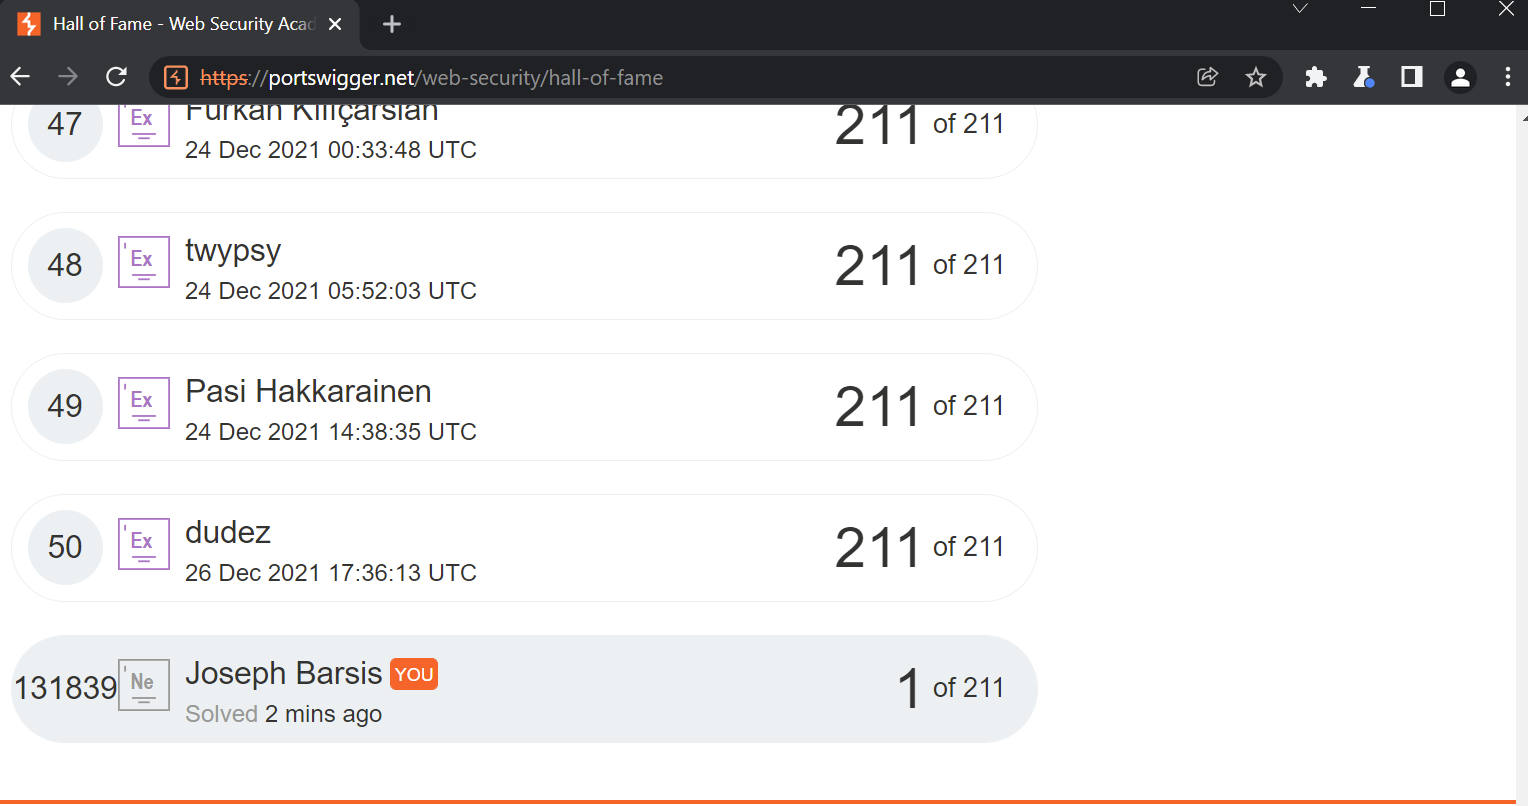 Hall of Fame - Web Security Acad
https://portswigger.net/web-security/hall-of-fame
47
Ex
Furkan Kılıçarslan
24 Dec 2021 00:33:48 UTC
211 of 211
48
Ex
twypsy
24 Dec 2021 05:52:03 UTC
211 of 211
49
Ex
Pasi Hakkarainen
24 Dec 2021 14:38:35 UTC
211 of 211
50
Ex
dudez
26 Dec 2021 17:36:13 UTC
211 of 211
131839
Ne
Joseph Barsis YOU
Solved 2 mins ago
1 of 211